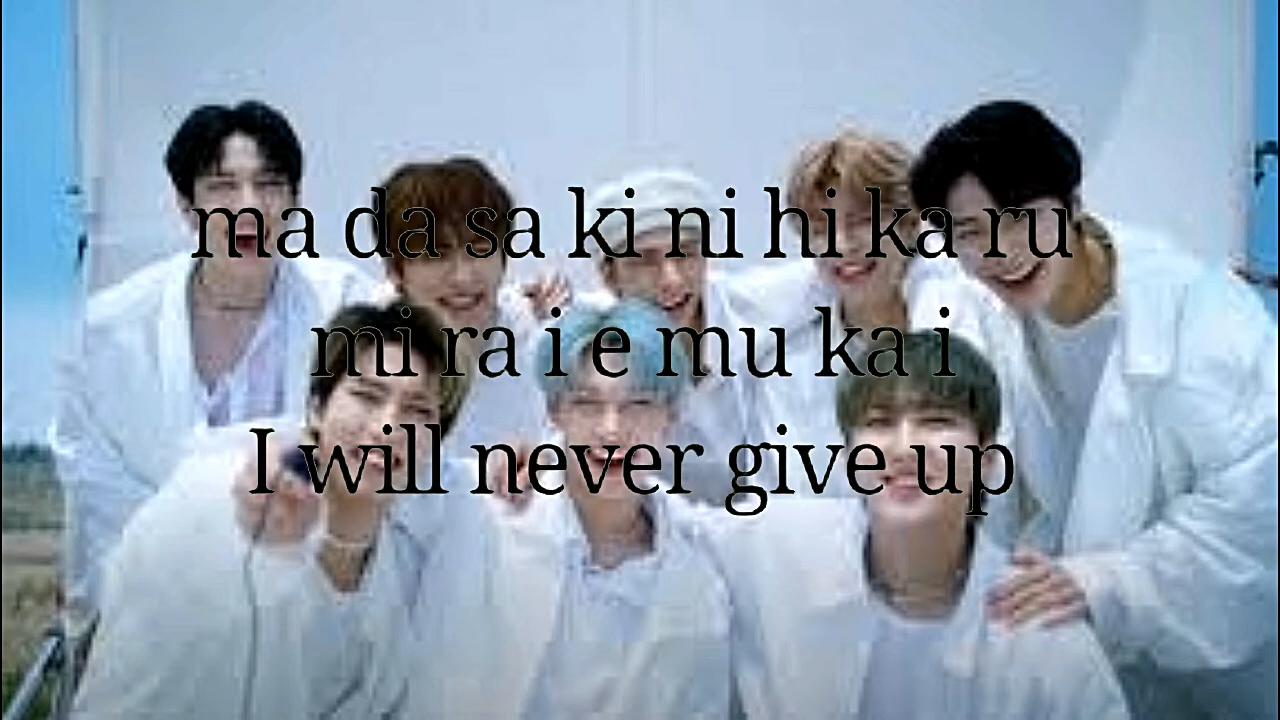 ma da sa ki ni hi ka ru
mi ra i e mu ka i
I will never give up